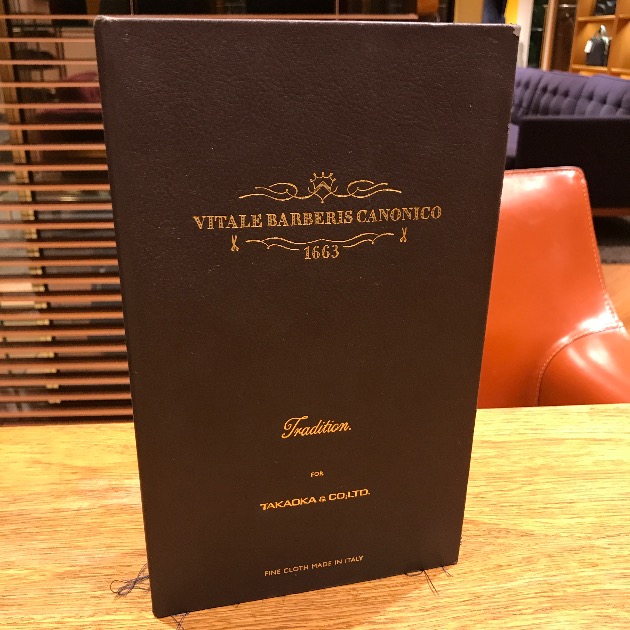 VITALE BARBERIS CANONICO
1663
Tradition.
FOR
TAKAOKA & CO.,LTD.
FINE CLOTH MADE IN ITALY